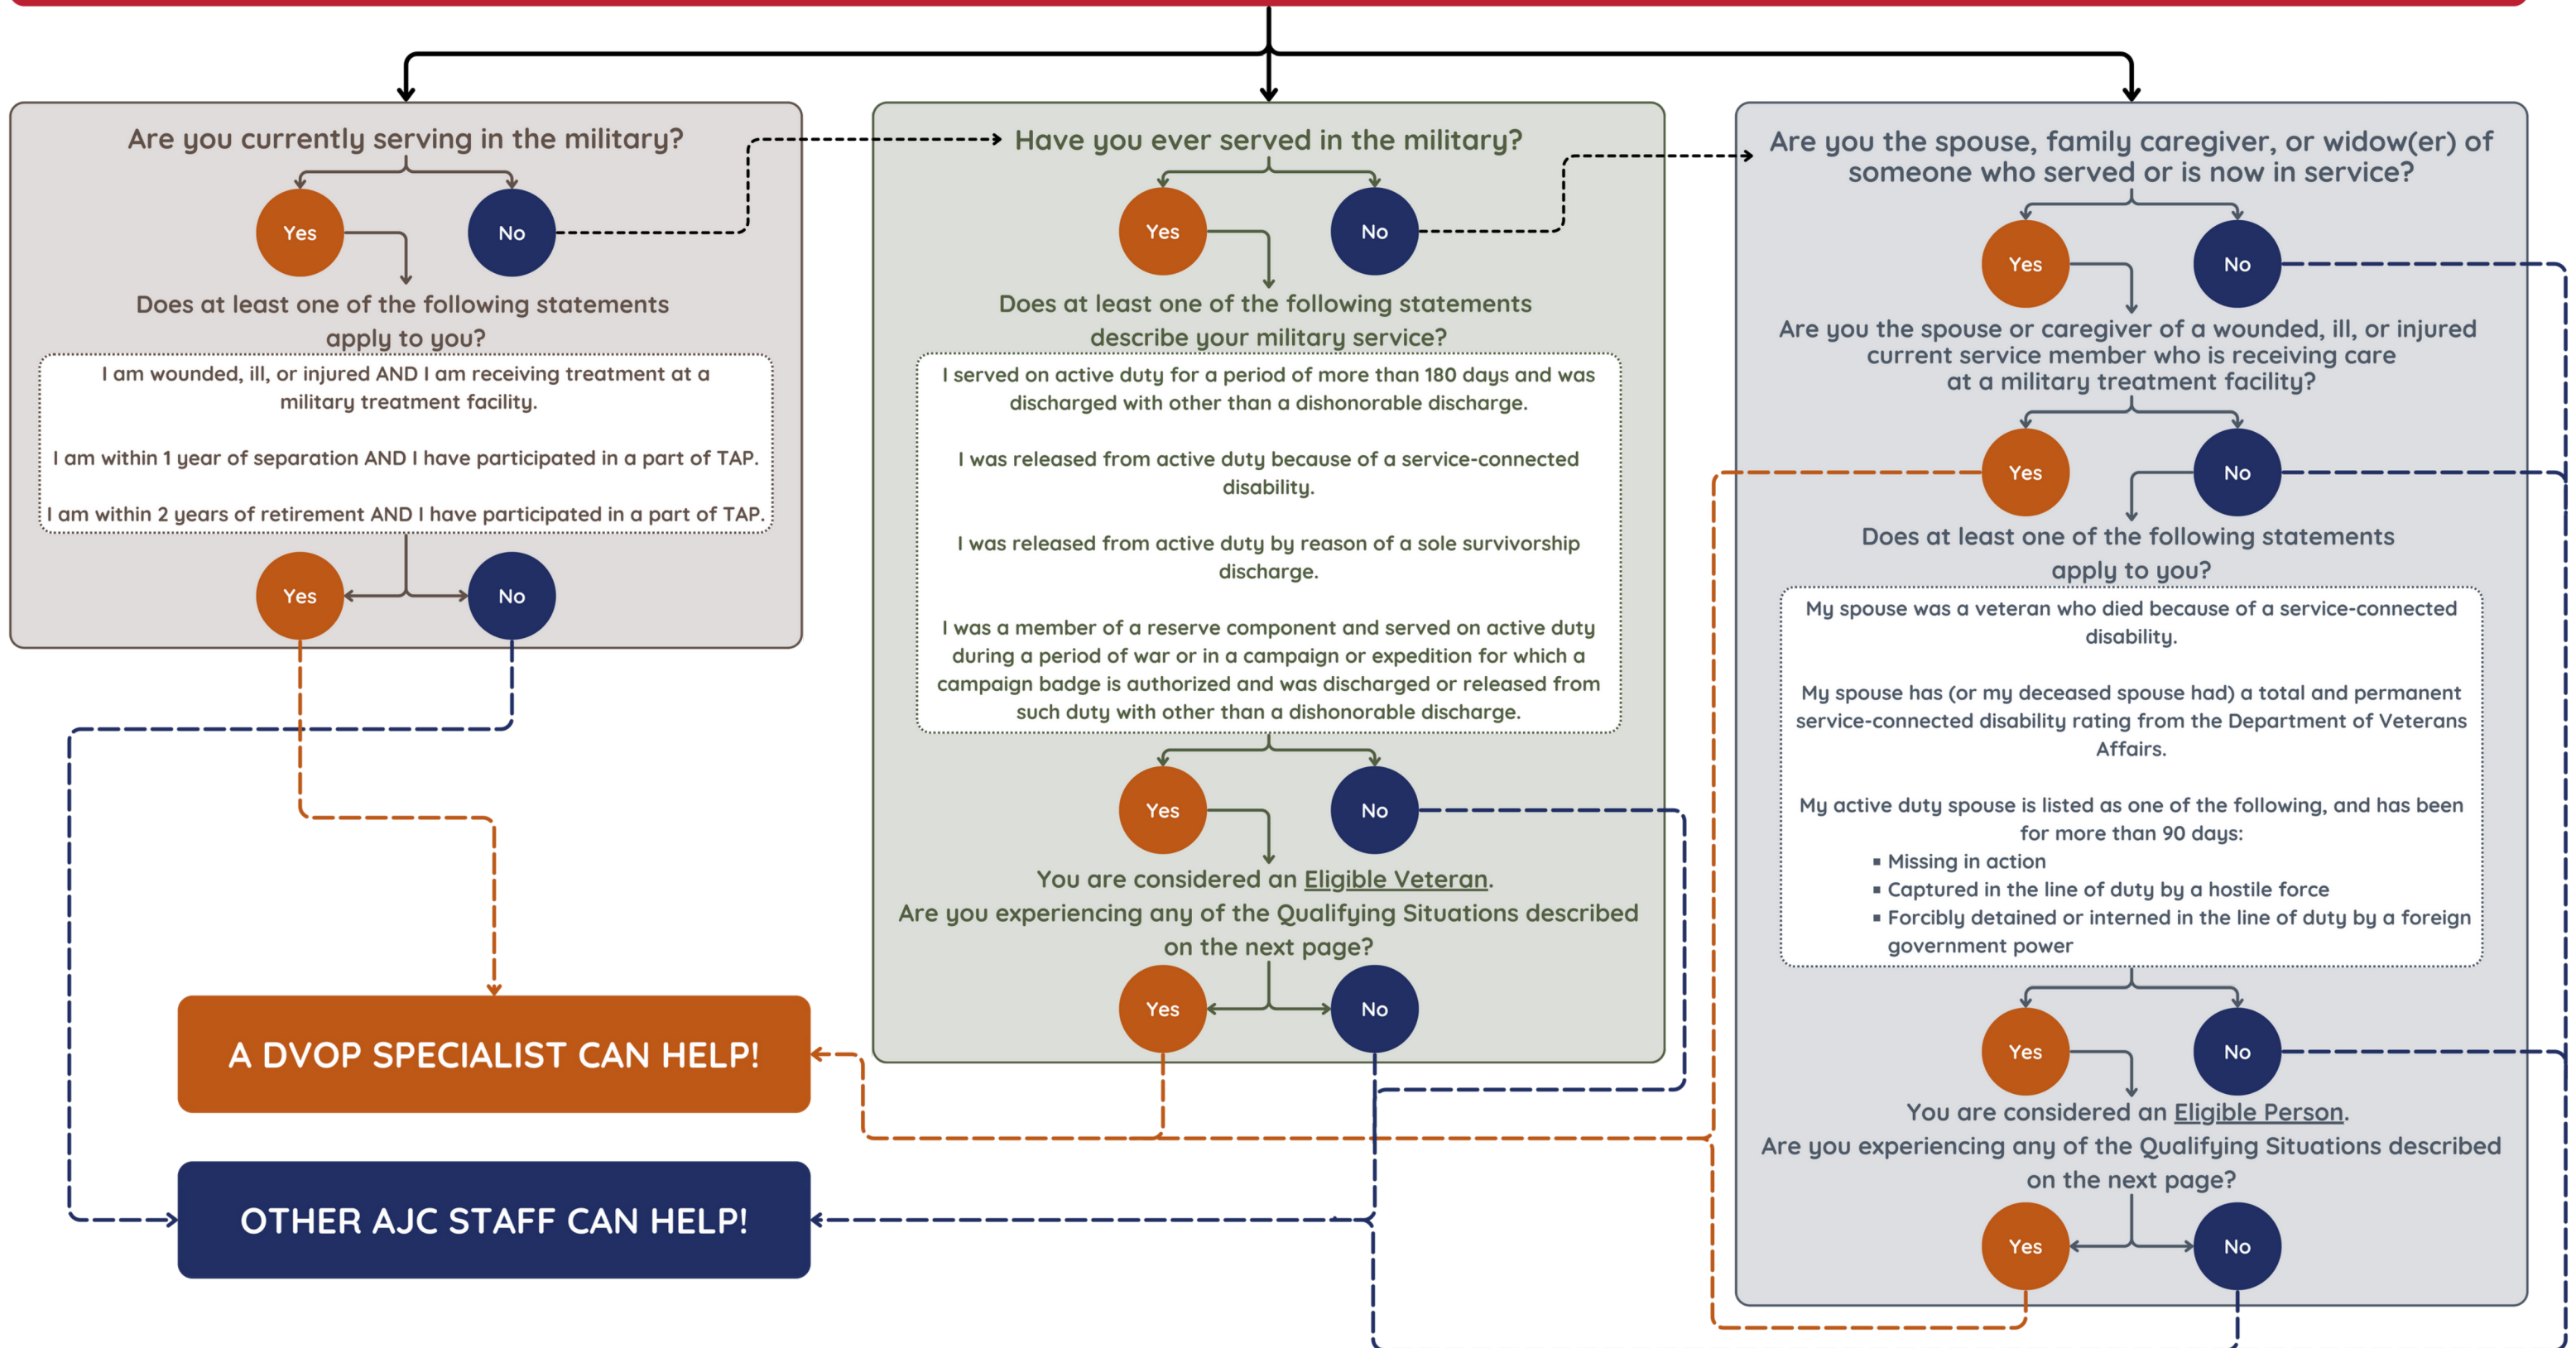 Are you currently serving in the military?
Yes
No
Does at least one of the following statements
apply to you?
I am wounded, ill, or injured AND I am receiving treatment at a
military treatment facility.
I am within 1 year of separation AND I have participated in a part of TAP.
I am within 2 years of retirement AND I have participated in a part of TAP.
Yes
No
Have you ever served in the military?
Yes
No
Does at least one of the following statements
describe your military service?
I served on active duty for a period of more than 180 days and was
discharged with other than a dishonorable discharge.
I was released from active duty because of a service-connected
disability.
I was released from active duty by reason of a sole survivorship
discharge.
I was a member of a reserve component and served on active duty
during a period of war or in a campaign or expedition for which a
campaign badge is authorized and was discharged or released from
such duty with other than a dishonorable discharge.
Yes
No
You are considered an Eligible Veteran.
Are you experiencing any of the Qualifying Situations described
on the next page?
Yes
No
Are you the spouse, family caregiver, or widow(er) of
someone who served or is now in service?
Yes
No
Are you the spouse or caregiver of a wounded, ill, or injured
current service member who is receiving care
at a military treatment facility?
Yes
No
Does at least one of the following statements
apply to you?
My spouse was a veteran who died because of a service-connected
disability.
My spouse has (or my deceased spouse had) a total and permanent
service-connected disability rating from the Department of Veterans
Affairs.
My active duty spouse is listed as one of the following, and has been
for more than 90 days:
▪ Missing in action
▪ Captured in the line of duty by a hostile force
▪ Forcibly detained or interned in the line of duty by a foreign
government power
Yes
No
You are considered an Eligible Person.
Are you experiencing any of the Qualifying Situations described
on the next page?
Yes
No
A DVOP SPECIALIST CAN HELP!
OTHER AJC STAFF CAN HELP!